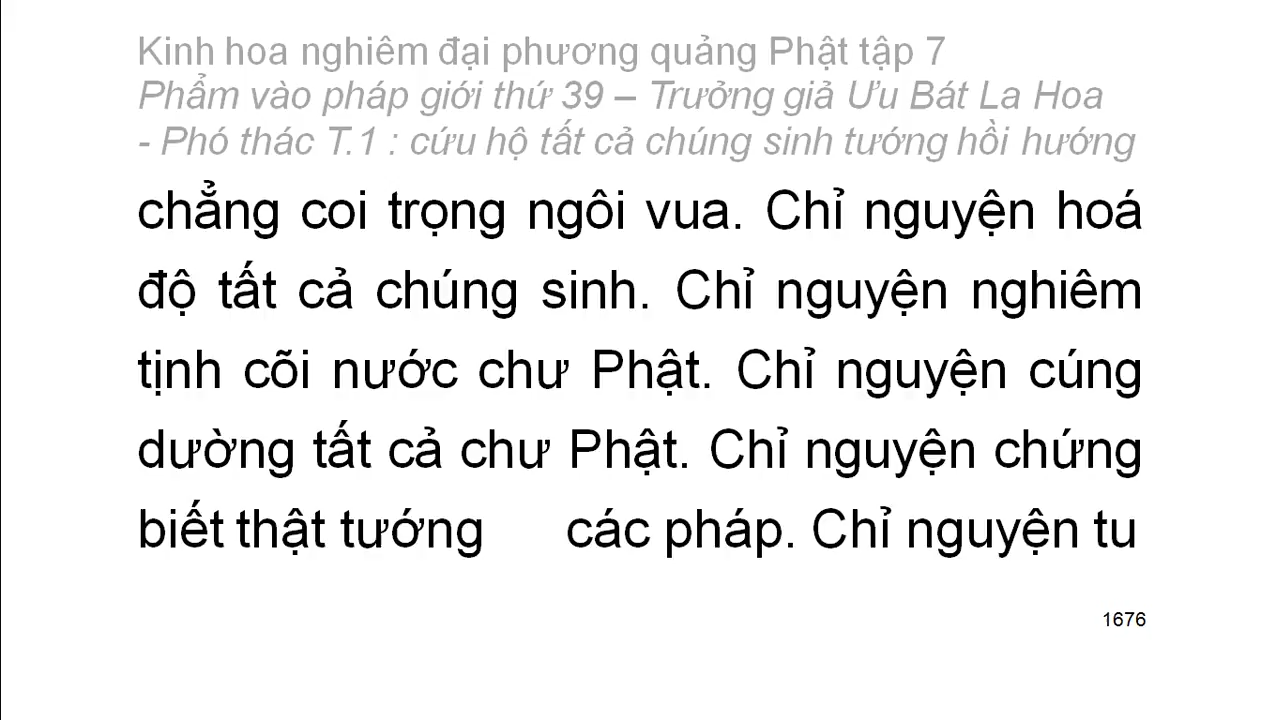 Kinh hoa nghiêm đại phương quảng Phật tập 7
Phẩm vào pháp giới thứ 39 – Trưởng giả Ưu Bát La Hoa
- Phó thác T.1 : cứu hộ tất cả chúng sinh tướng hồi hướng
chẳng coi trọng ngôi vua. Chỉ nguyện hoá
độ tất cả chúng sinh. Chỉ nguyện nghiêm
tịnh cõi nước chư Phật. Chỉ nguyện cúng
dường tất cả chư Phật. Chỉ nguyện chứng
biết thật tướng các pháp. Chỉ nguyện tu
1676